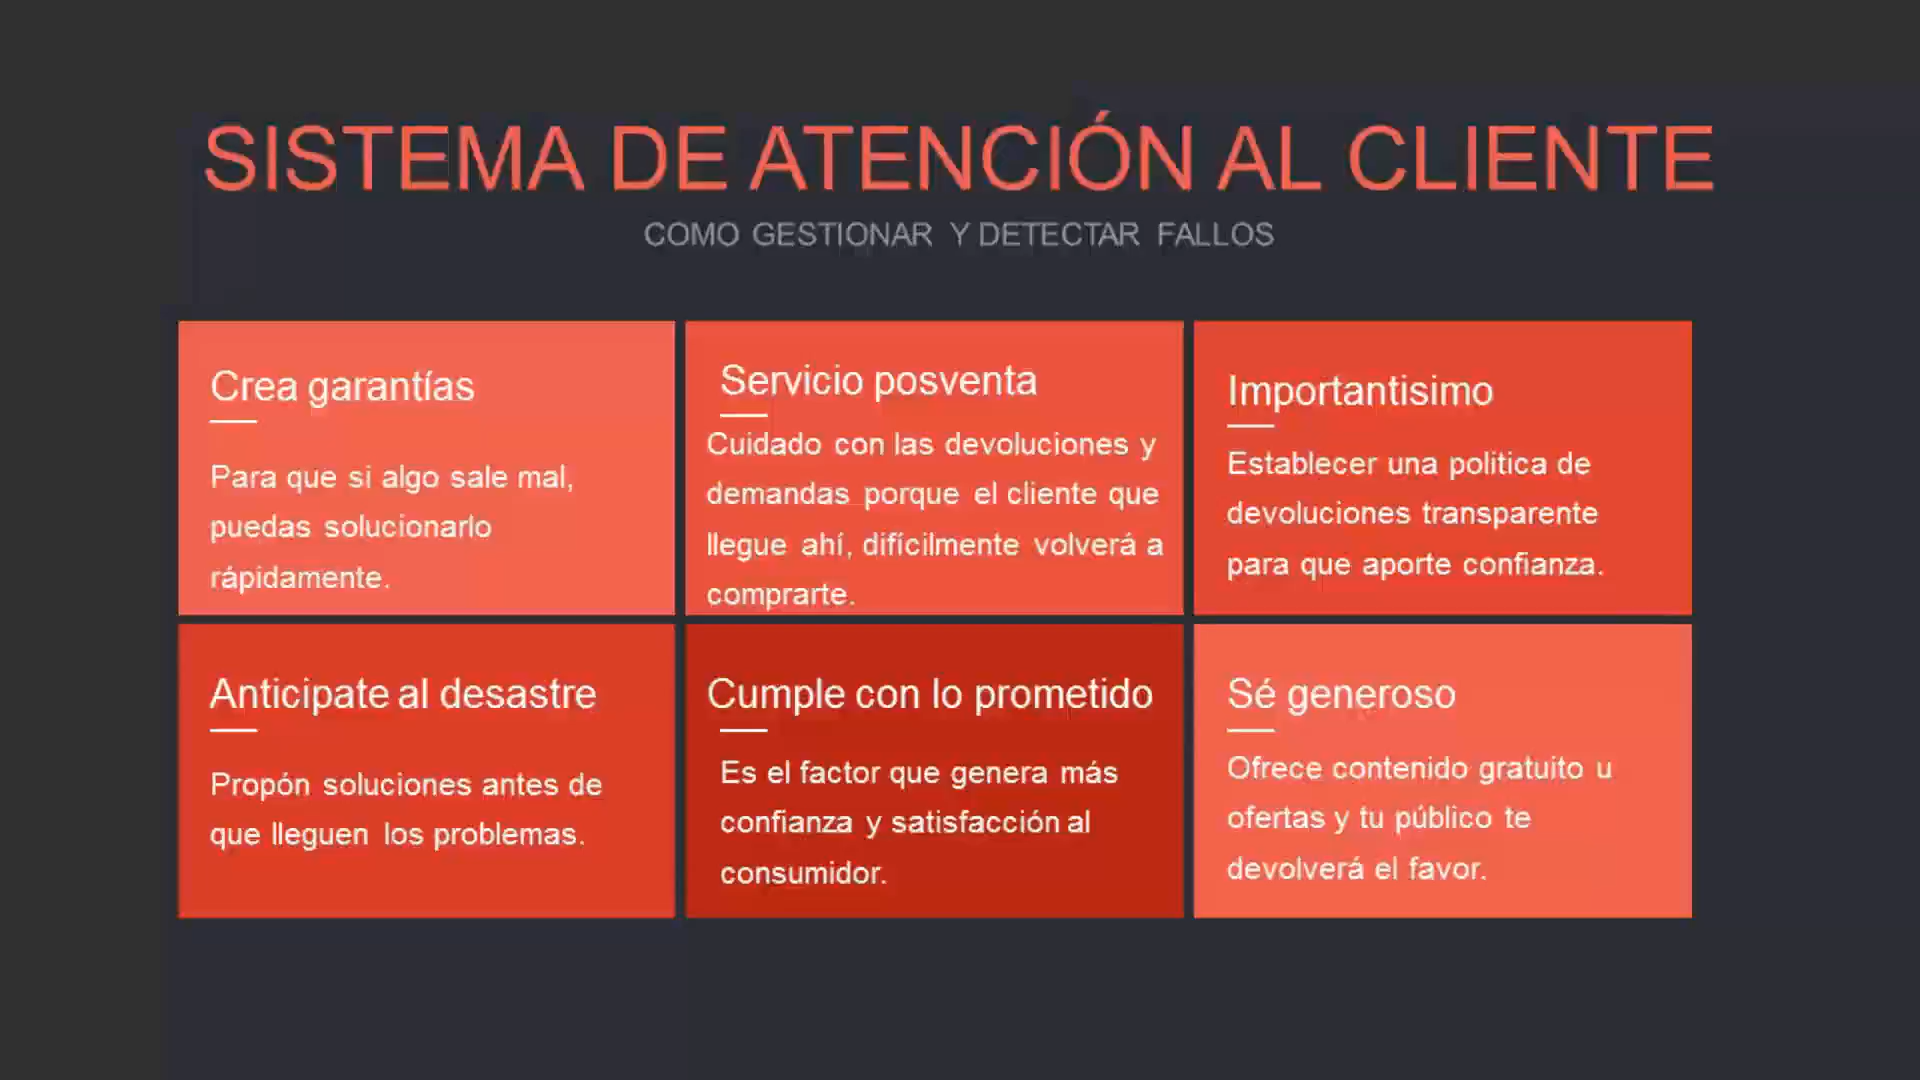 SISTEMA DE ATENCIÓN AL CLIENTE
COMO GESTIONAR Y DETECTAR FALLOS
Crea garantías
Para que si algo sale mal,
puedas solucionarlo
rápidamente.
Servicio posventa
Cuidado con las devoluciones y
demandas porque el cliente que
llegue ahí, difícilmente volverá a
comprarte.
Importantisimo
Establecer una politica de
devoluciones transparente
para que aporte confianza.
Anticipate al desastre
Propón soluciones antes de
que lleguen los problemas.
Cumple con lo prometido
Es el factor que genera más
confianza y satisfacción al
consumidor.
Sé generoso
Ofrece contenido gratuito u
ofertas y tu público te
devolverá el favor.